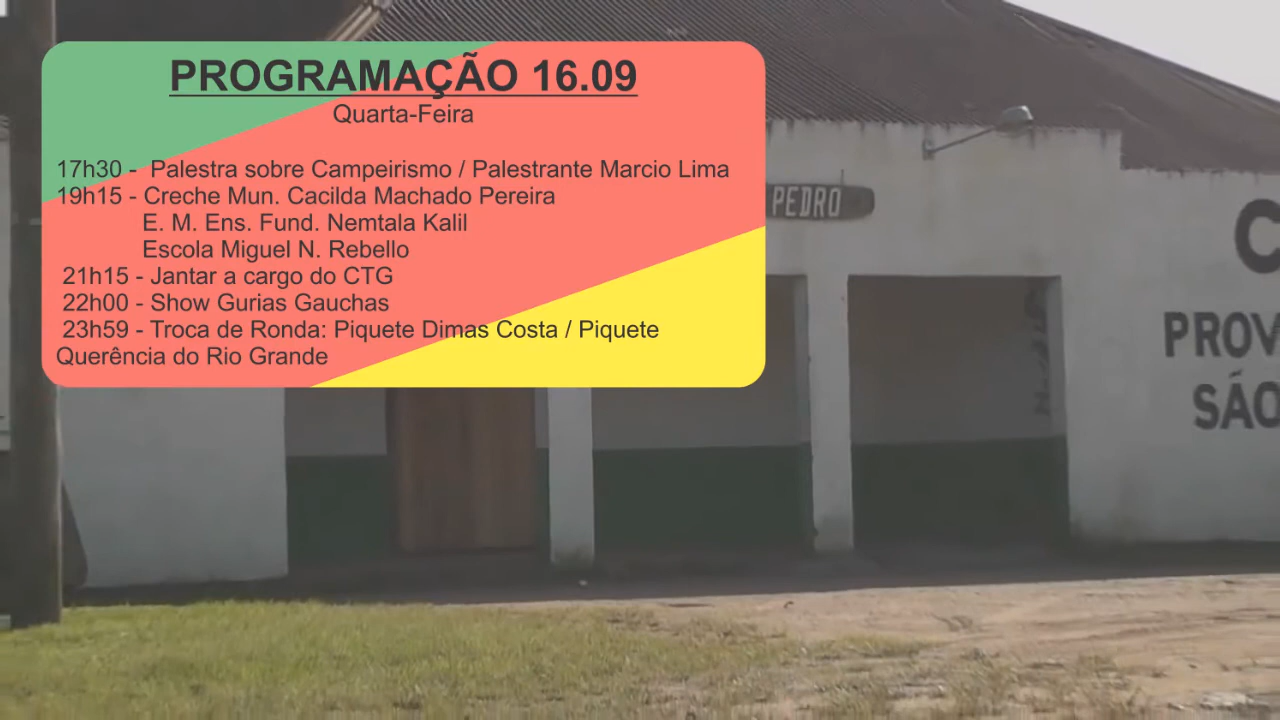 PROGRAMAÇÃO 16.09
Quarta-Feira
17h30 - Palestra sobre Campeirismo / Palestrante Marcio Lima
19h15 - Creche Mun. Cacilda Machado Pereira
E. M. Ens. Fund. Nemtala Kalil
Escola Miguel N. Rebello
21h15 - Jantar a cargo do CTG
22h00 - Show Gurias Gauchas
23h59 - Troca de Ronda: Piquete Dimas Costa / Piquete
Querência do Rio Grande
PEDRO
C
PROV
SÃO